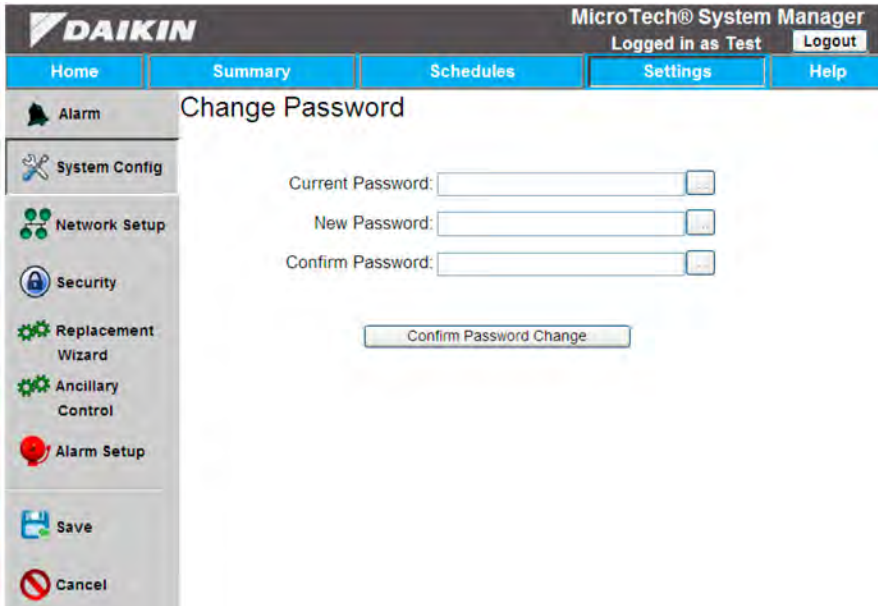 DAIKIN
MicroTech® System Manager
Logged in as Test Logout
Home Summary Schedules Settings Help
Alarm
Change Password
System Config
Network Setup
Security
Replacement
Wizard
Ancillary
Control
Alarm Setup
Save
Cancel
Current Password: ...
New Password: ...
Confirm Password: ...
Confirm Password Change